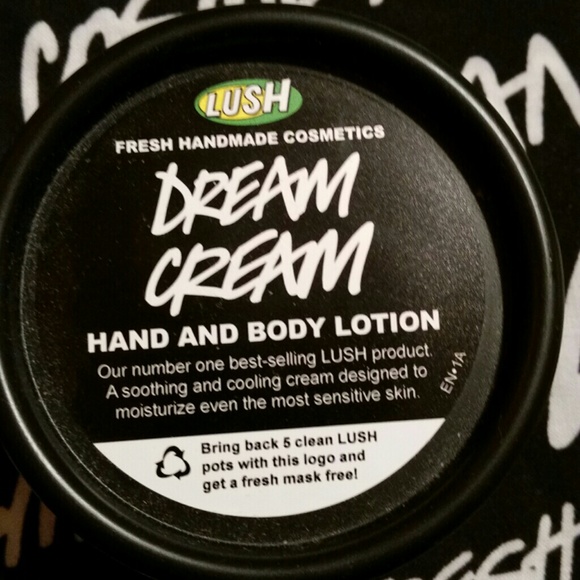 LUSH
FRESH HANDMADE COSMETICS
DREAM
CREAM
HAND AND BODY LOTION
Our number one best-selling LUSH product.
A soothing and cooling cream designed to
moisturize even the most sensitive skin.
EN•1A
Bring back 5 clean LUSH
pots with this logo and
get a fresh mask free!